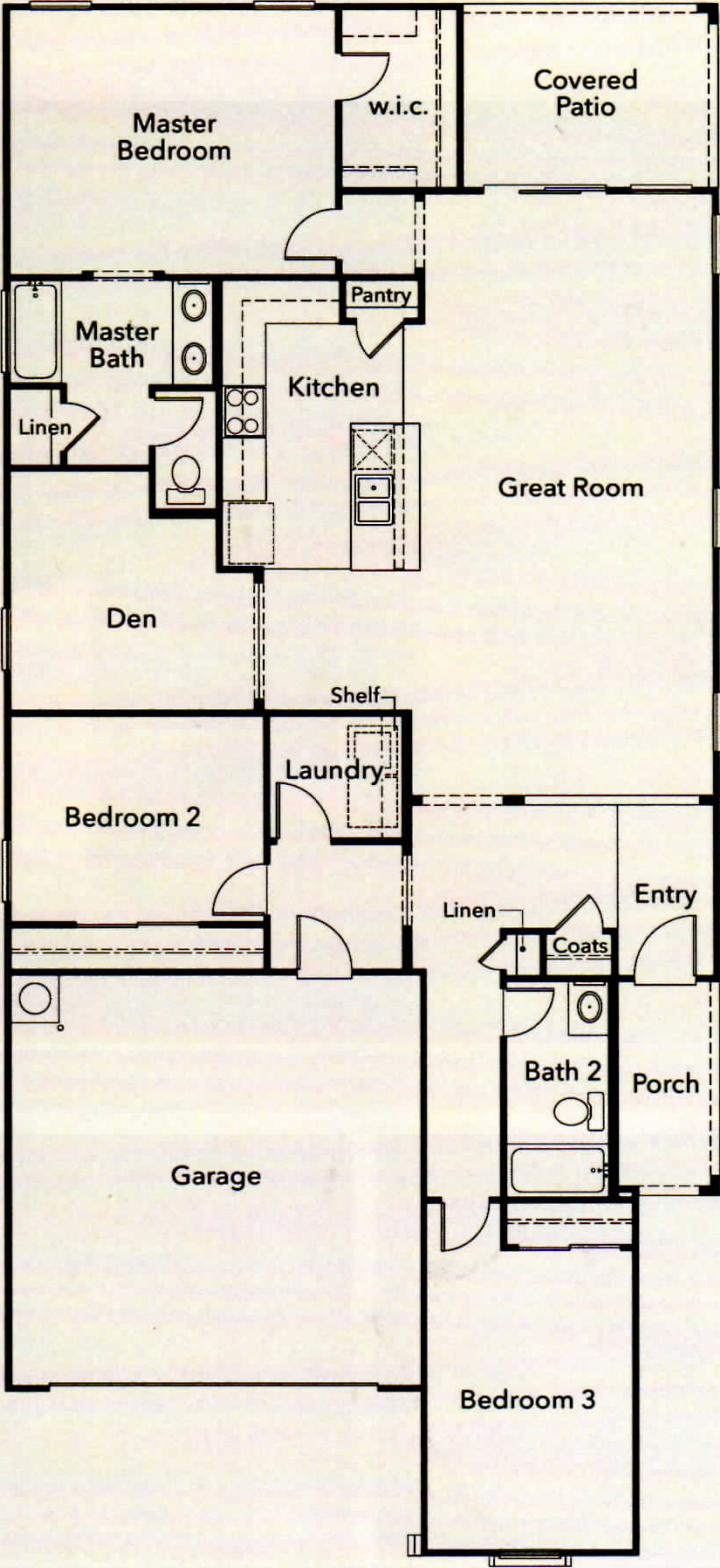 Covered
Patio
w.i.c.
Master
Bedroom
Pantry
Master
Bath
Kitchen
Linen
Great Room
Den
Shelf
Laundry
Bedroom 2
Entry
Linen
Coats
Bath 2
Porch
Garage
Bedroom 3